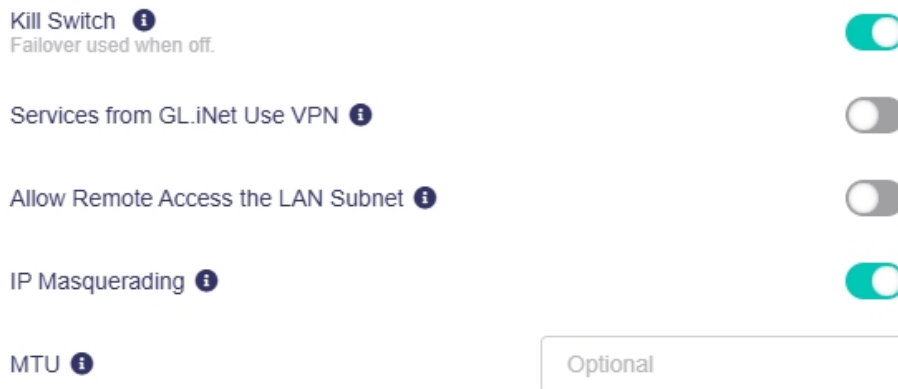 Kill Switch
Failover used when off.
Services from GL.iNet Use VPN
Allow Remote Access the LAN Subnet
IP Masquerading
MTU
Optional